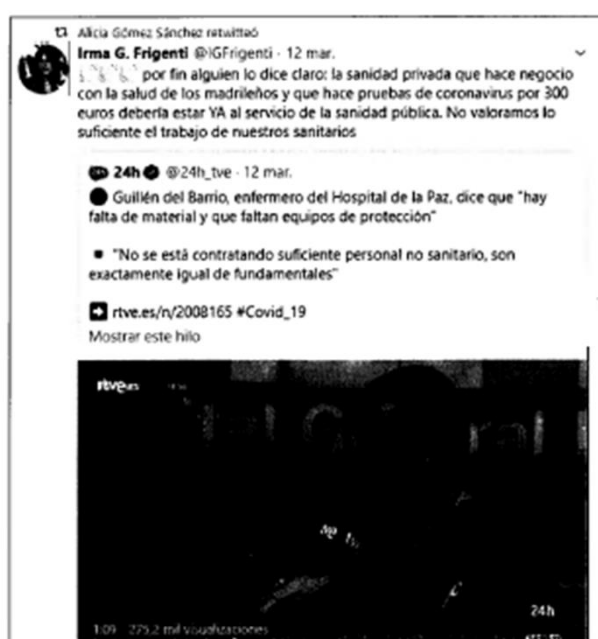 Alicia Gómez Sánchez retwitteó
Irma G. Frigenti @IGFrigenti · 12 mar.
por fin alguien lo dice claro: la sanidad privada que hace negocio
con la salud de los madrileños y que hace pruebas de coronavirus por 300
euros debería estar YA al servicio de la sanidad pública. No valoramos lo
suficiente el trabajo de nuestros sanitarios
24h @24h_tve · 12 mar.
Guillén del Barrio, enfermero del Hospital de la Paz, dice que "hay
falta de material y que faltan equipos de protección"
"No se está contratando suficiente personal no sanitario, son
exactamente igual de fundamentales"
rtve.es/n/2008165 #Covid_19
Mostrar este hilo
rtve.es
24h
1:09 275,2 mil visualizaciones